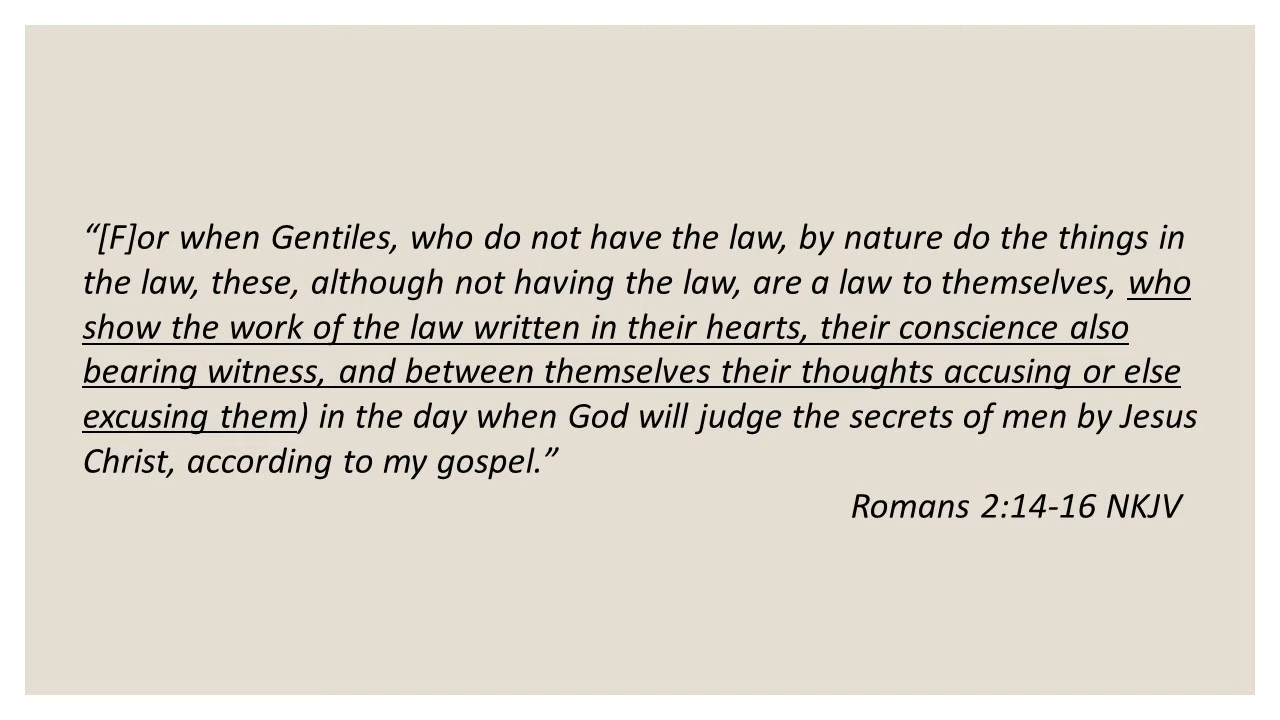 “[F]or when Gentiles, who do not have the law, by nature do the things in
the law, these, although not having the law, are a law to themselves, who
show the work of the law written in their hearts, their conscience also
bearing witness, and between themselves their thoughts accusing or else
excusing them) in the day when God will judge the secrets of men by Jesus
Christ, according to my gospel.”
Romans 2:14-16 NKJV